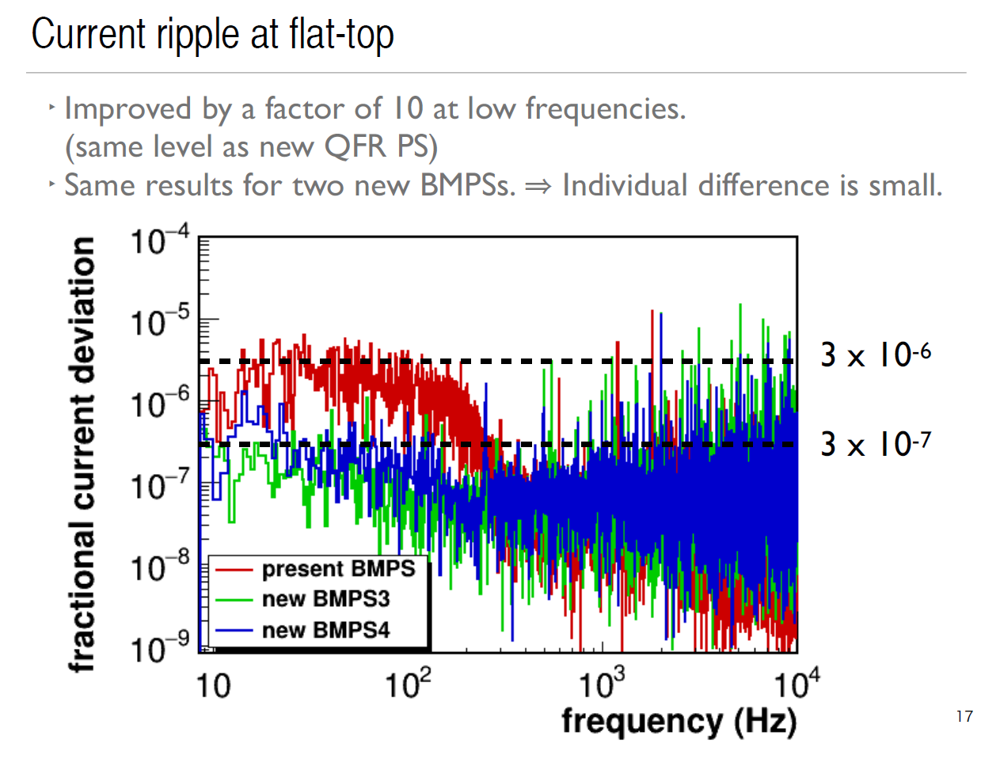 Current ripple at flat-top
‣ Improved by a factor of 10 at low frequencies.
(same level as new QFR PS)
‣ Same results for two new BMPSs. ⇒ Individual difference is small.
fractional current deviation
10⁻⁴
10⁻⁵
10⁻⁶
10⁻⁷
10⁻⁸
10⁻⁹
3 x 10⁻⁶
3 x 10⁻⁷
present BMPS
new BMPS3
new BMPS4
10 10² 10³ 10⁴
frequency (Hz)
17